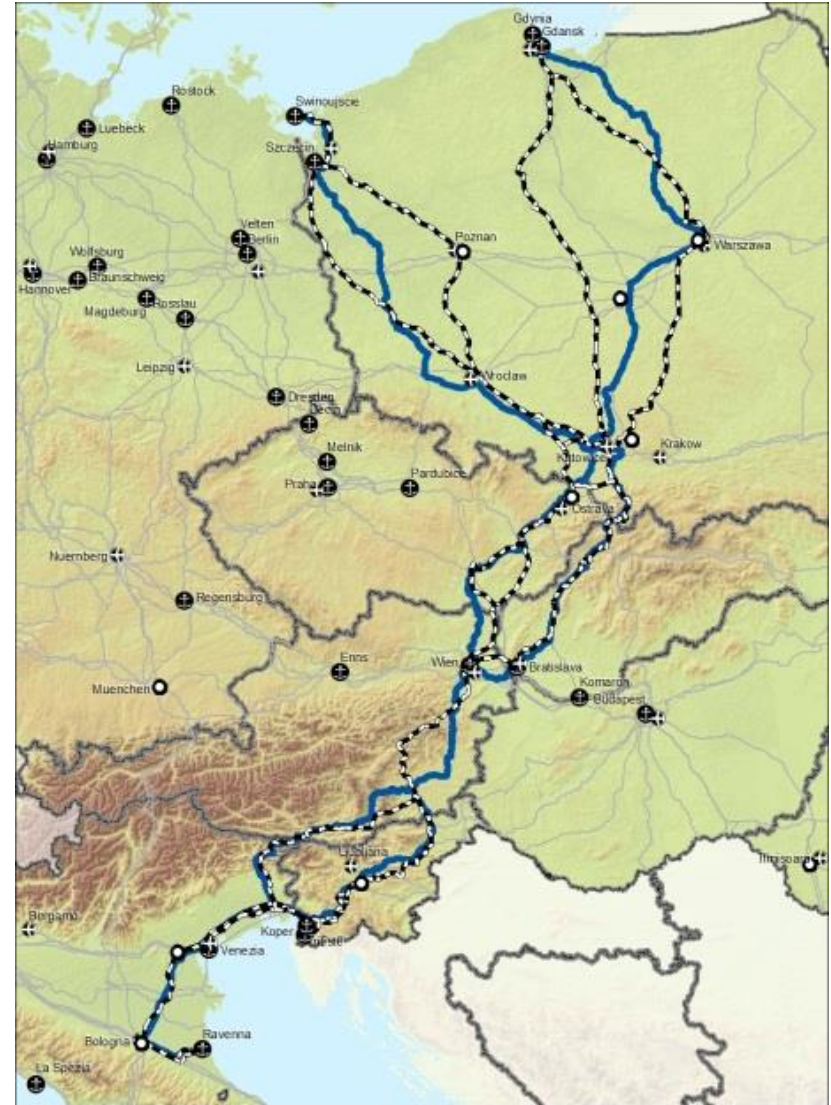 Gdynia
Gdansk
Rostock
Swinoujscie
Luebeck
Hamburg
Szczecin
Velten
Berlin
Poznan
Warszawa
Wolfsburg
Braunschweig
Hannover
Magdeburg
Rosslau
Leipzig
Wroclaw
Dresden
Decin
Melnik
Katowice
Krakow
Praha
Pardubice
Ostrava
Nuernberg
Regensburg
Enns
Wien
Bratislava
Muenchen
Komarom
Budapest
Ljubljana
Timisoara
Bergamo
Koper
Venezia
Bologna
Ravenna
La Spezia